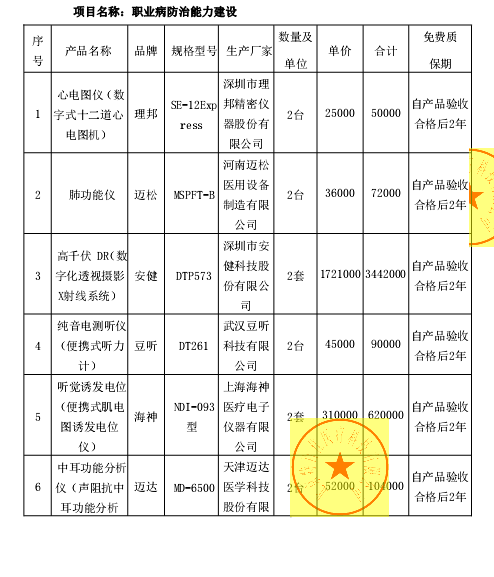 项目名称：职业病防治能力建设
序号 产品名称 品牌 规格型号 生产厂家 数量及单位 单价 合计 免费质保期
1 心电图仪（数字式十二道心电图机） 理邦 SE-12Express 深圳市理邦精密仪器股份有限公司 2台 25000 50000 自产品验收合格后2年
2 肺功能仪 迈松 MSPFT-B 河南迈松医用设备制造有限公司 2台 36000 72000 自产品验收合格后2年
3 高千伏 DR（数字化透视摄影X射线系统） 安健 DTP573 深圳市安健科技股份有限公司 2套 1721000 3442000 自产品验收合格后2年
4 纯音电测听仪（便携式听力计） 豆听 DT261 武汉豆听科技有限公司 2台 45000 90000 自产品验收合格后2年
5 听觉诱发电位（便携式肌电图诱发电位仪） 海神 NDI-093型 上海海神医疗电子仪器有限公司 2套 310000 620000 自产品验收合格后2年
6 中耳功能分析仪（声阻抗中耳功能分析 迈达 MD-6500 天津迈达医学科技股份有限 2台 52000 104000 自产品验收合格后2年